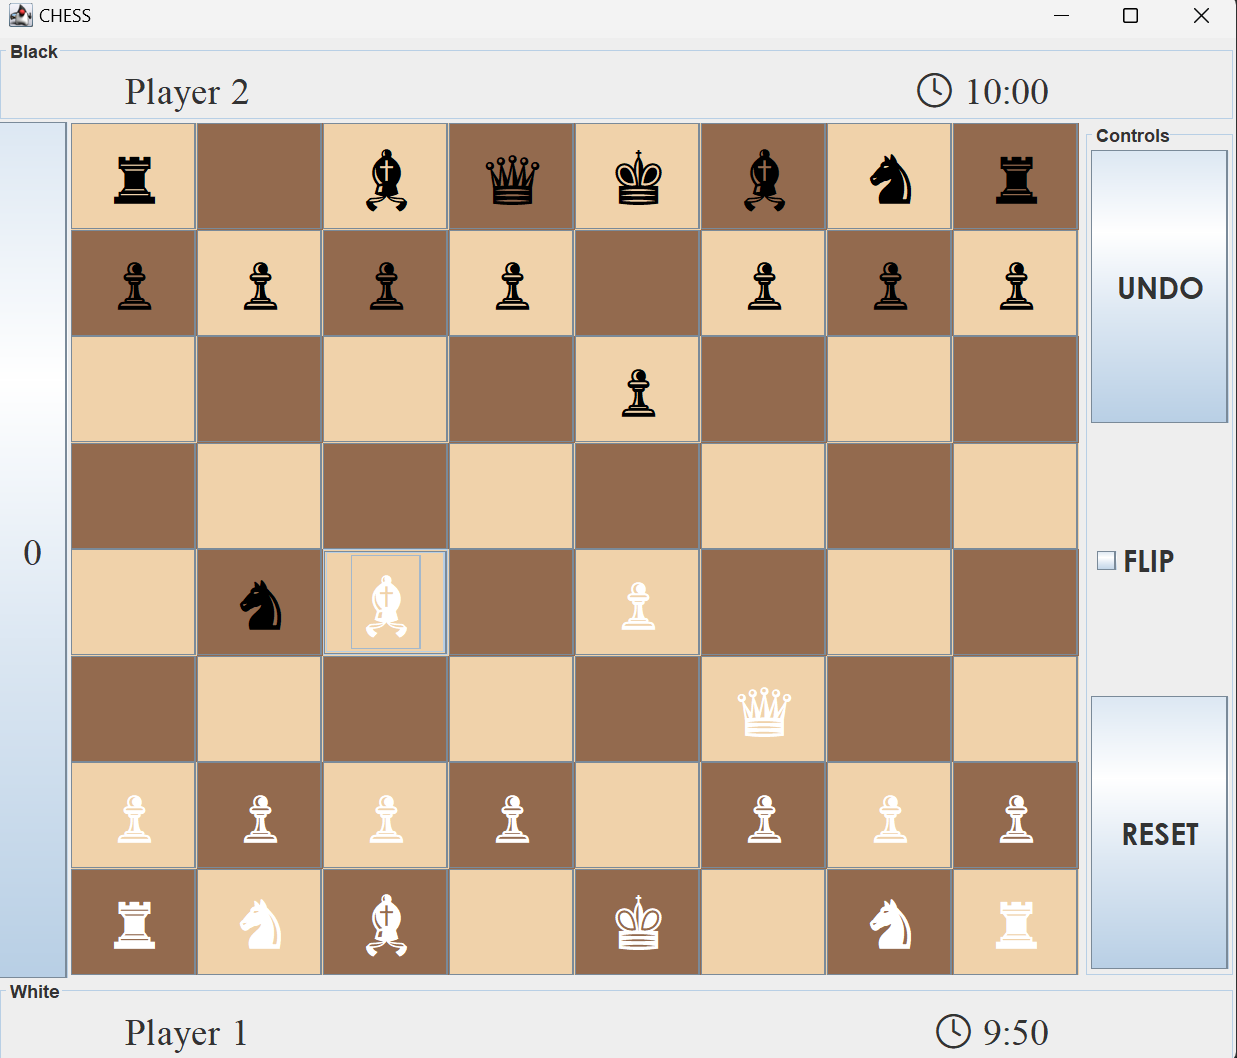 CHESS
Black
Player 2
10:00
Controls
UNDO
0
FLIP
RESET
White
Player 1
9:50